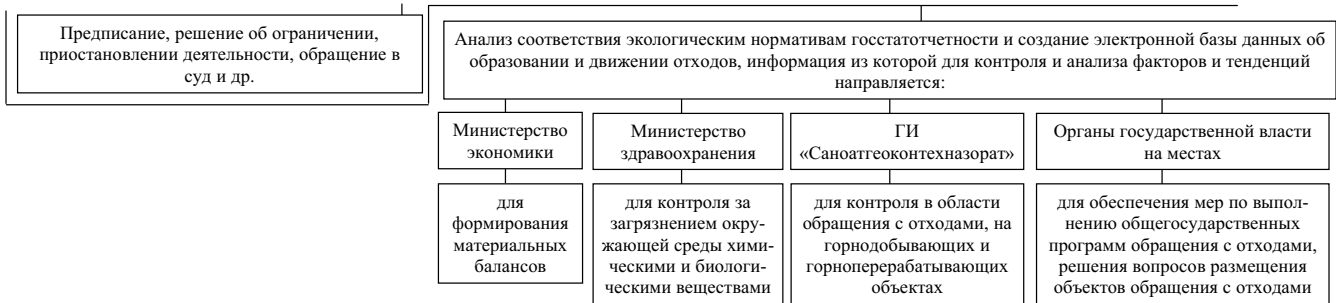 Предписание, решение об ограничении,
приостановлении деятельности, обращение в
суд и др.
Анализ соответствия экологическим нормативам госстатотчетности и создание электронной базы данных об
образовании и движении отходов, информация из которой для контроля и анализа факторов и тенденций
направляется:
Министерство
экономики
Министерство
здравоохранения
ГИ
«Саноатгеоконтехназорат»
Органы государственной власти
на местах
для
формирования
материальных
балансов
для контроля за
загрязнением окру-
жающей среды хими-
ческими и биологи-
ческими веществами
для контроля в области
обращения с отходами, на
горнодобывающих и
горноперерабатывающих
объектах
для обеспечения мер по выпол-
нению общегосударственных
программ обращения с отходами,
решения вопросов размещения
объектов обращения с отходами